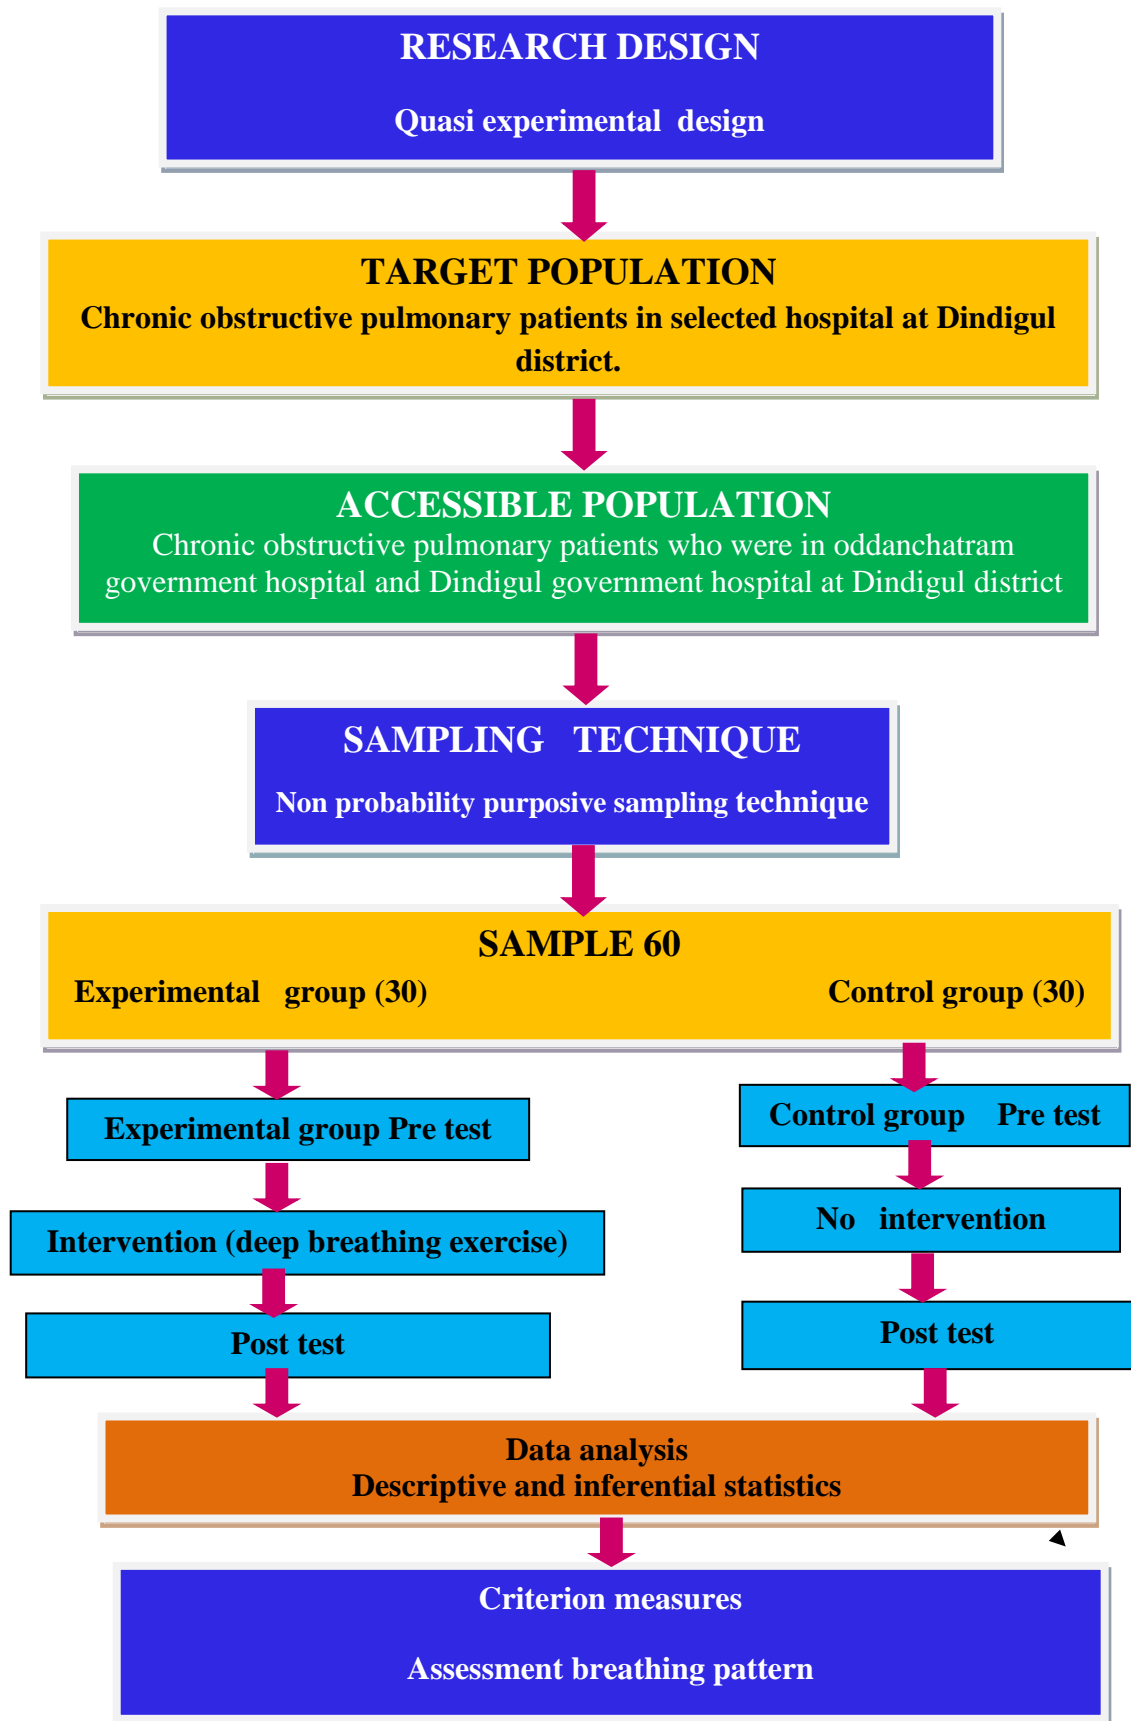 RESEARCH DESIGN
Quasi experimental design
TARGET POPULATION
Chronic obstructive pulmonary patients in selected hospital at Dindigul
district.
ACCESSIBLE POPULATION
Chronic obstructive pulmonary patients who were in oddanchatram
government hospital and Dindigul government hospital at Dindigul district
SAMPLING TECHNIQUE
Non probability purposive sampling technique
SAMPLE 60
Experimental group (30) Control group (30)
Experimental group Pre test
Control group Pre test
Intervention (deep breathing exercise)
No intervention
Post test
Post test
Data analysis
Descriptive and inferential statistics
Criterion measures
Assessment breathing pattern